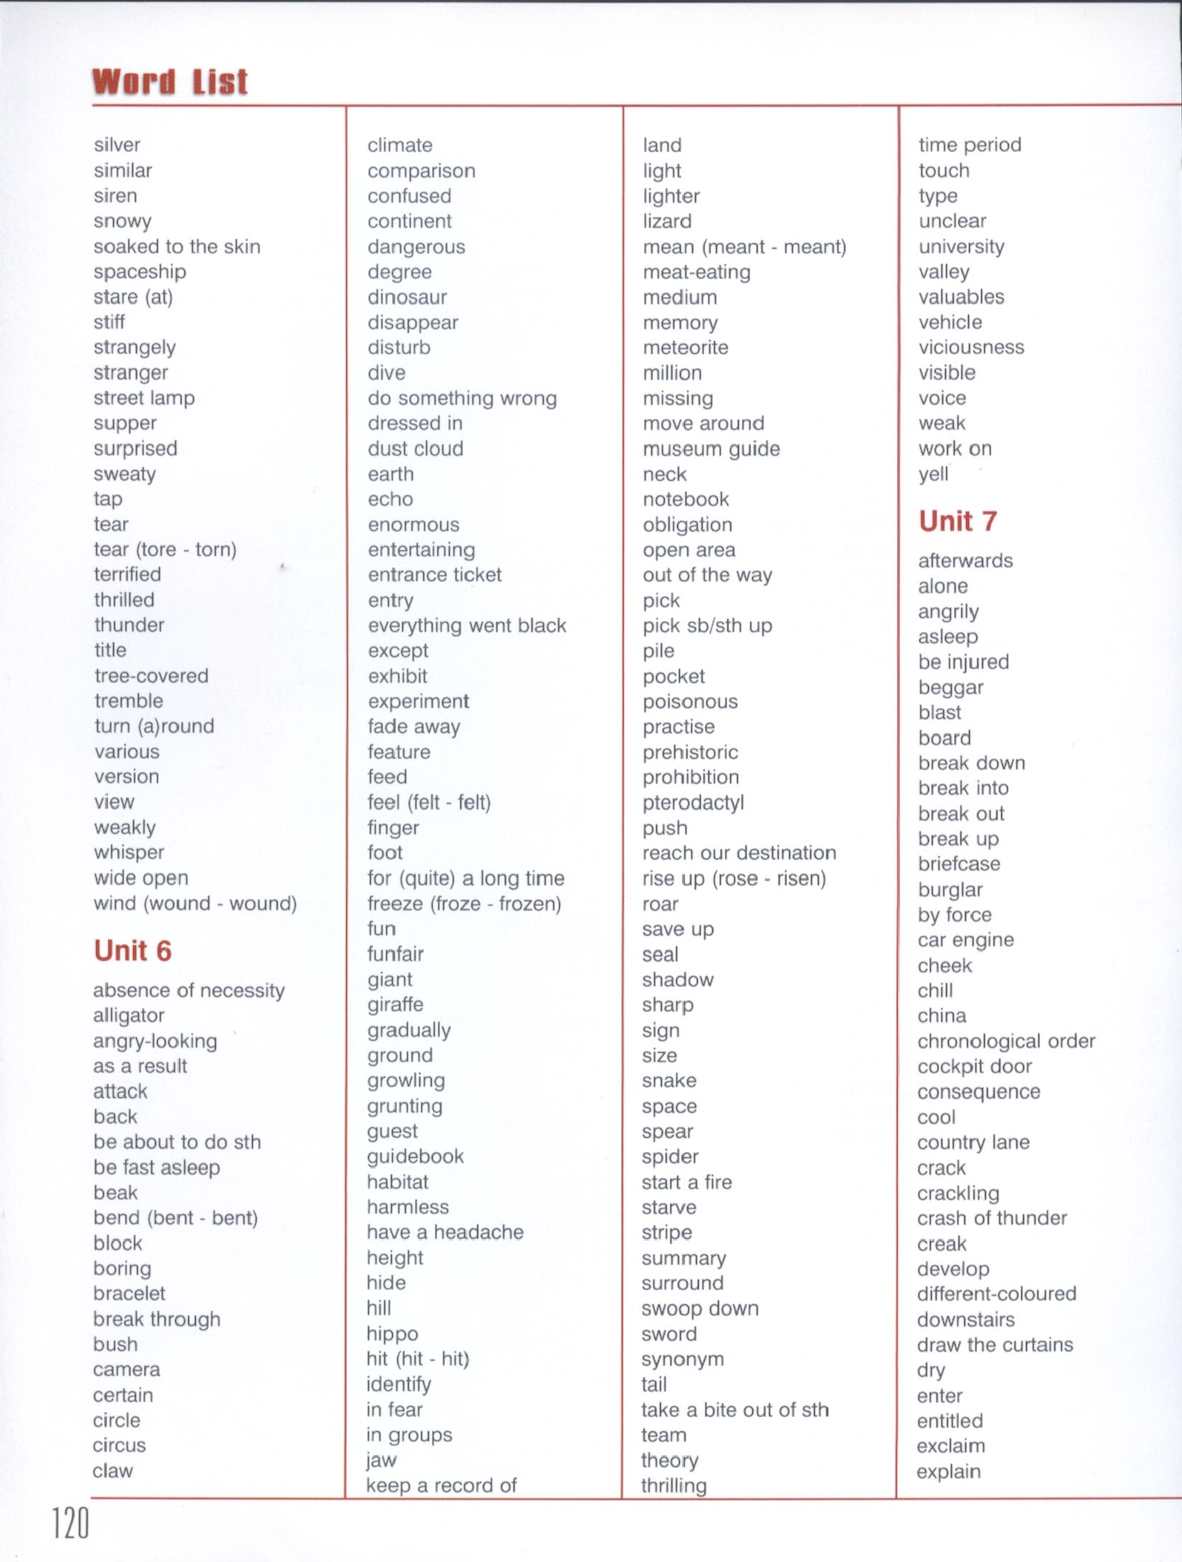 Word List
silver
similar
siren
snowy
soaked to the skin
spaceship
stare (at)
stiff
strangely
stranger
street lamp
supper
surprised
sweaty
tap
tear
tear (tore - torn)
terrified
thrilled
thunder
title
tree-covered
tremble
turn (a)round
various
version
view
weakly
whisper
wide open
wind (wound - wound)
Unit 6
absence of necessity
alligator
angry-looking
as a result
attack
back
be about to do sth
be fast asleep
beak
bend (bent - bent)
block
boring
bracelet
break through
bush
camera
certain
circle
circus
claw
climate
comparison
confused
continent
dangerous
degree
dinosaur
disappear
disturb
dive
do something wrong
dressed in
dust cloud
earth
echo
enormous
entertaining
entrance ticket
entry
everything went black
except
exhibit
experiment
fade away
feature
feed
feel (felt - felt)
finger
foot
for (quite) a long time
freeze (froze - frozen)
fun
funfair
giant
giraffe
gradually
ground
growling
grunting
guest
guidebook
habitat
harmless
have a headache
height
hide
hill
hippo
hit (hit - hit)
identify
in fear
in groups
jaw
keep a record of
land
light
lighter
lizard
mean (meant - meant)
meat-eating
medium
memory
meteorite
million
missing
move around
museum guide
neck
notebook
obligation
open area
out of the way
pick
pick sb/sth up
pile
pocket
poisonous
practise
prehistoric
prohibition
pterodactyl
push
reach our destination
rise up (rose - risen)
roar
save up
seal
shadow
sharp
sign
size
snake
space
spear
spider
start a fire
starve
stripe
summary
surround
swoop down
sword
synonym
tail
take a bite out of sth
team
theory
thrilling
time period
touch
type
unclear
university
valley
valuables
vehicle
viciousness
visible
voice
weak
work on
yell
Unit 7
afterwards
alone
angrily
asleep
be injured
beggar
blast
board
break down
break into
break out
break up
briefcase
burglar
by force
car engine
cheek
chill
china
chronological order
cockpit door
consequence
cool
country lane
crack
crackling
crash of thunder
creak
develop
different-coloured
downstairs
draw the curtains
dry
enter
entitled
exclaim
explain
120